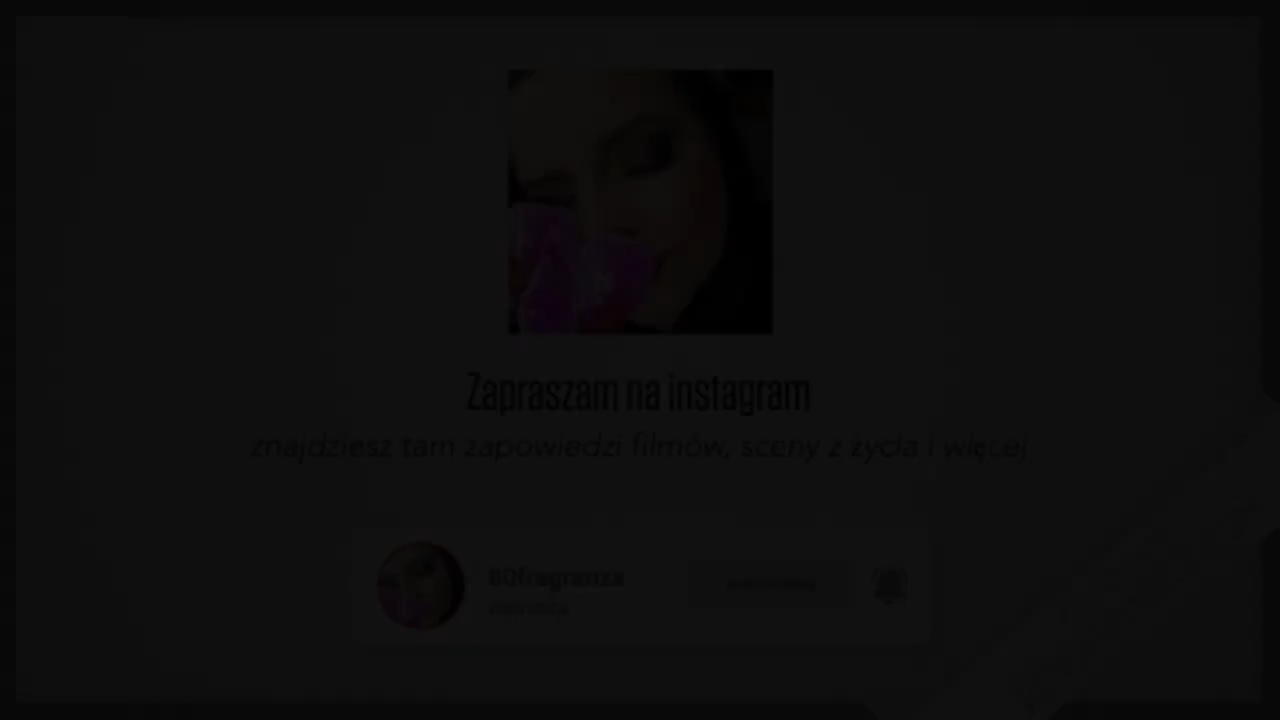 Zapraszam na instagram
znajdziesz tam zapowiedzi filmów, sceny z życia i więcej